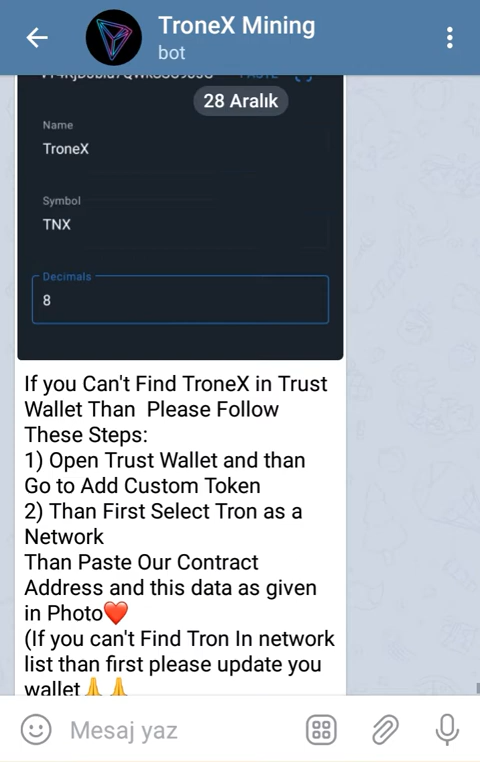 TroneX Mining
bot
28 Aralık
Name
TroneX
Symbol
TNX
Decimals
8
If you Can't Find TroneX in Trust
Wallet Than Please Follow
These Steps:
1) Open Trust Wallet and than
Go to Add Custom Token
2) Than First Select Tron as a
Network
Than Paste Our Contract
Address and this data as given
in Photo❤️
(If you can't Find Tron In network
list than first please update you
wallet🙏🙏
Mesaj yaz